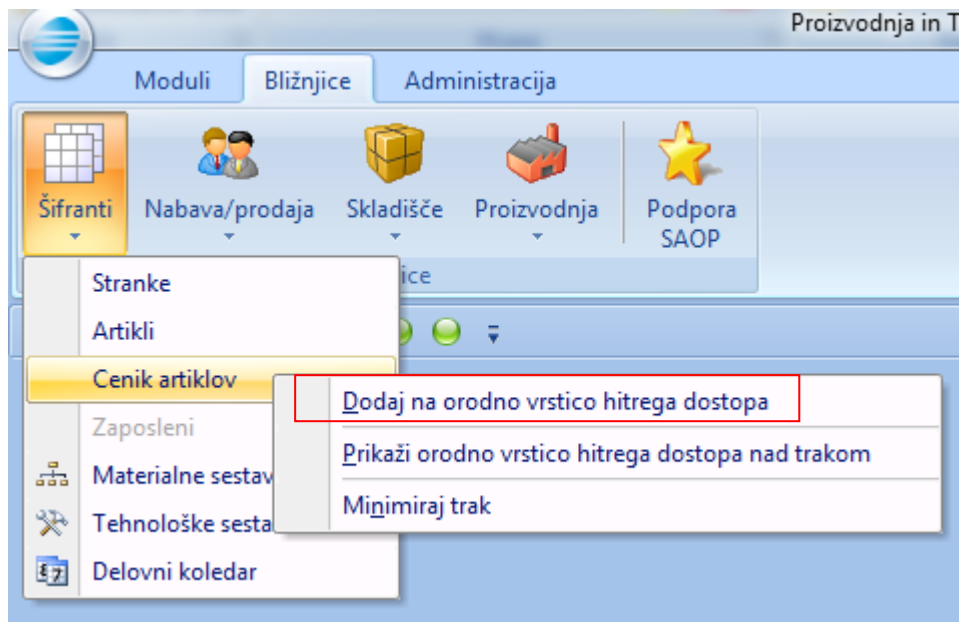 Proizvodnja in T
Moduli
Bližnjice
Administracija
Šifranti
Nabava/prodaja
Skladišče
Proizvodnja
Podpora
SAOP
ice
Stranke
Artikli
Cenik artiklov
Zaposleni
Materialne sestav
Tehnološke sesta
Delovni koledar
Dodaj na orodno vrstico hitrega dostopa
Prikaži orodno vrstico hitrega dostopa nad trakom
Minimiraj trak